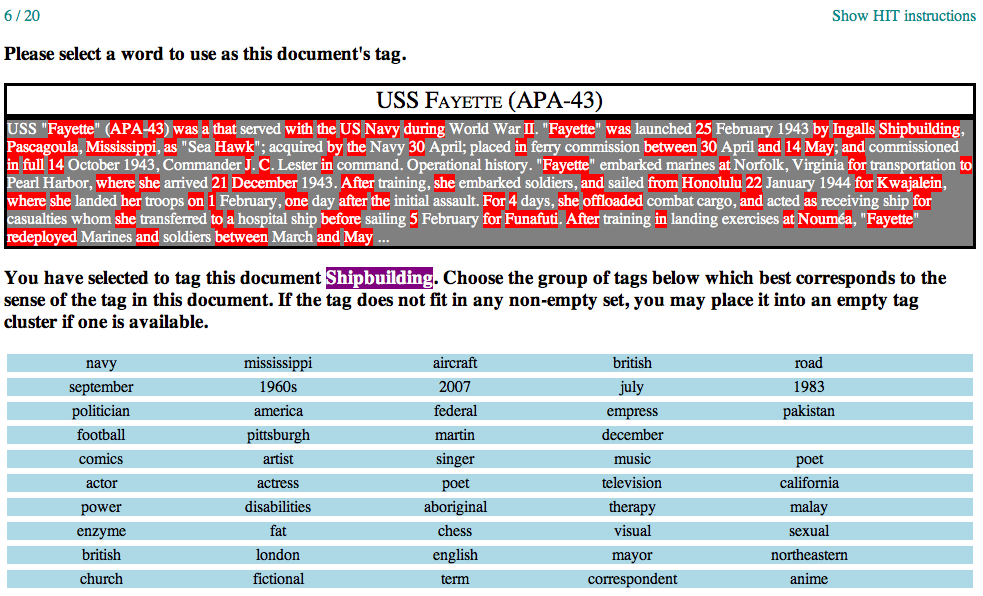 6 / 20 Show HIT instructions
Please select a word to use as this document's tag.
USS FAYETTE (APA-43)
USS "Fayette" (APA-43) was a that served with the US Navy during World War II. "Fayette" was launched 25 February 1943 by Ingalls Shipbuilding,
Pascagoula, Mississippi, as "Sea Hawk"; acquired by the Navy 30 April; placed in ferry commission between 30 April and 14 May; and commissioned
in full 14 October 1943, Commander J. C. Lester in command. Operational history. "Fayette" embarked marines at Norfolk, Virginia for transportation to
Pearl Harbor, where she arrived 21 December 1943. After training, she embarked soldiers, and sailed from Honolulu 22 January 1944 for Kwajalein,
where she landed her troops on 1 February, one day after the initial assault. For 4 days, she offloaded combat cargo, and acted as receiving ship for
casualties whom she transferred to a hospital ship before sailing 5 February for Funafuti. After training in landing exercises at Nouméa, "Fayette"
redeployed Marines and soldiers between March and May ...
You have selected to tag this document Shipbuilding. Choose the group of tags below which best corresponds to the
sense of the tag in this document. If the tag does not fit in any non-empty set, you may place it into an empty tag
cluster if one is available.
navy mississippi aircraft british road
september 1960s 2007 july 1983
politician america federal empress pakistan
football pittsburgh martin december
comics artist singer music poet
actor actress poet television california
power disabilities aboriginal therapy malay
enzyme fat chess visual sexual
british london english mayor northeastern
church fictional term correspondent anime